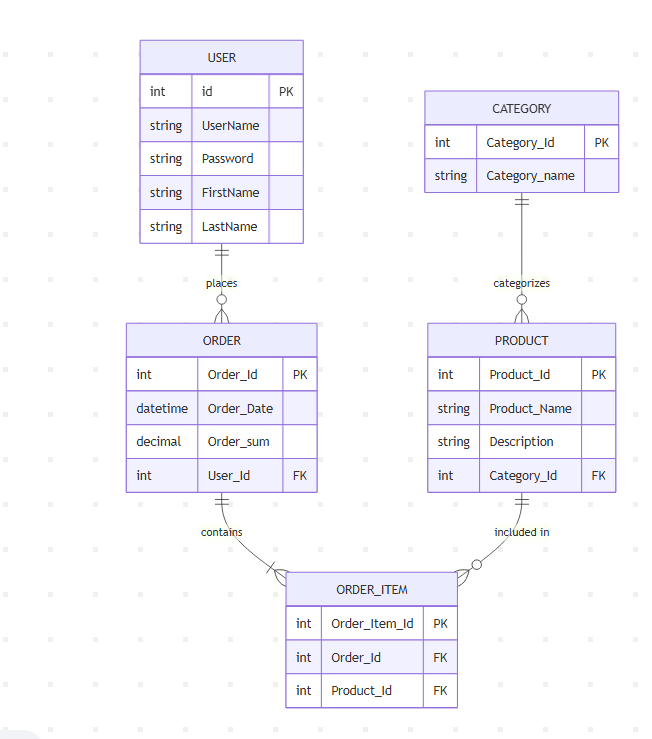 USER
int id PK
string UserName
string Password
string FirstName
string LastName
places
ORDER
int Order_Id PK
datetime Order_Date
decimal Order_sum
int User_Id FK
contains
CATEGORY
int Category_Id PK
string Category_name
categorizes
PRODUCT
int Product_Id PK
string Product_Name
string Description
int Category_Id FK
included in
ORDER_ITEM
int Order_Item_Id PK
int Order_Id FK
int Product_Id FK